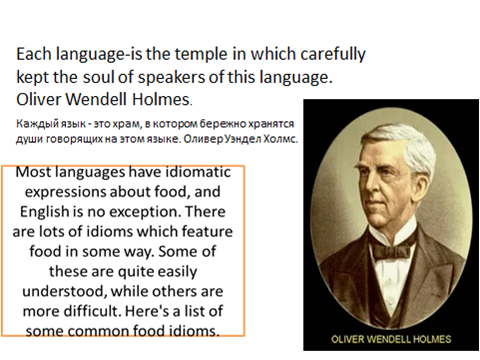 Each language-is the temple in which carefully
kept the soul of speakers of this language.
Oliver Wendell Holmes.
Каждый язык - это храм, в котором бережно хранятся
души говорящих на этом языке. Оливер Уэндел Холмс.
Most languages have idiomatic
expressions about food, and
English is no exception. There
are lots of idioms which feature
food in some way. Some of
these are quite easily
understood, while others are
more difficult. Here's a list of
some common food idioms.
OLIVER WENDELL HOLMES